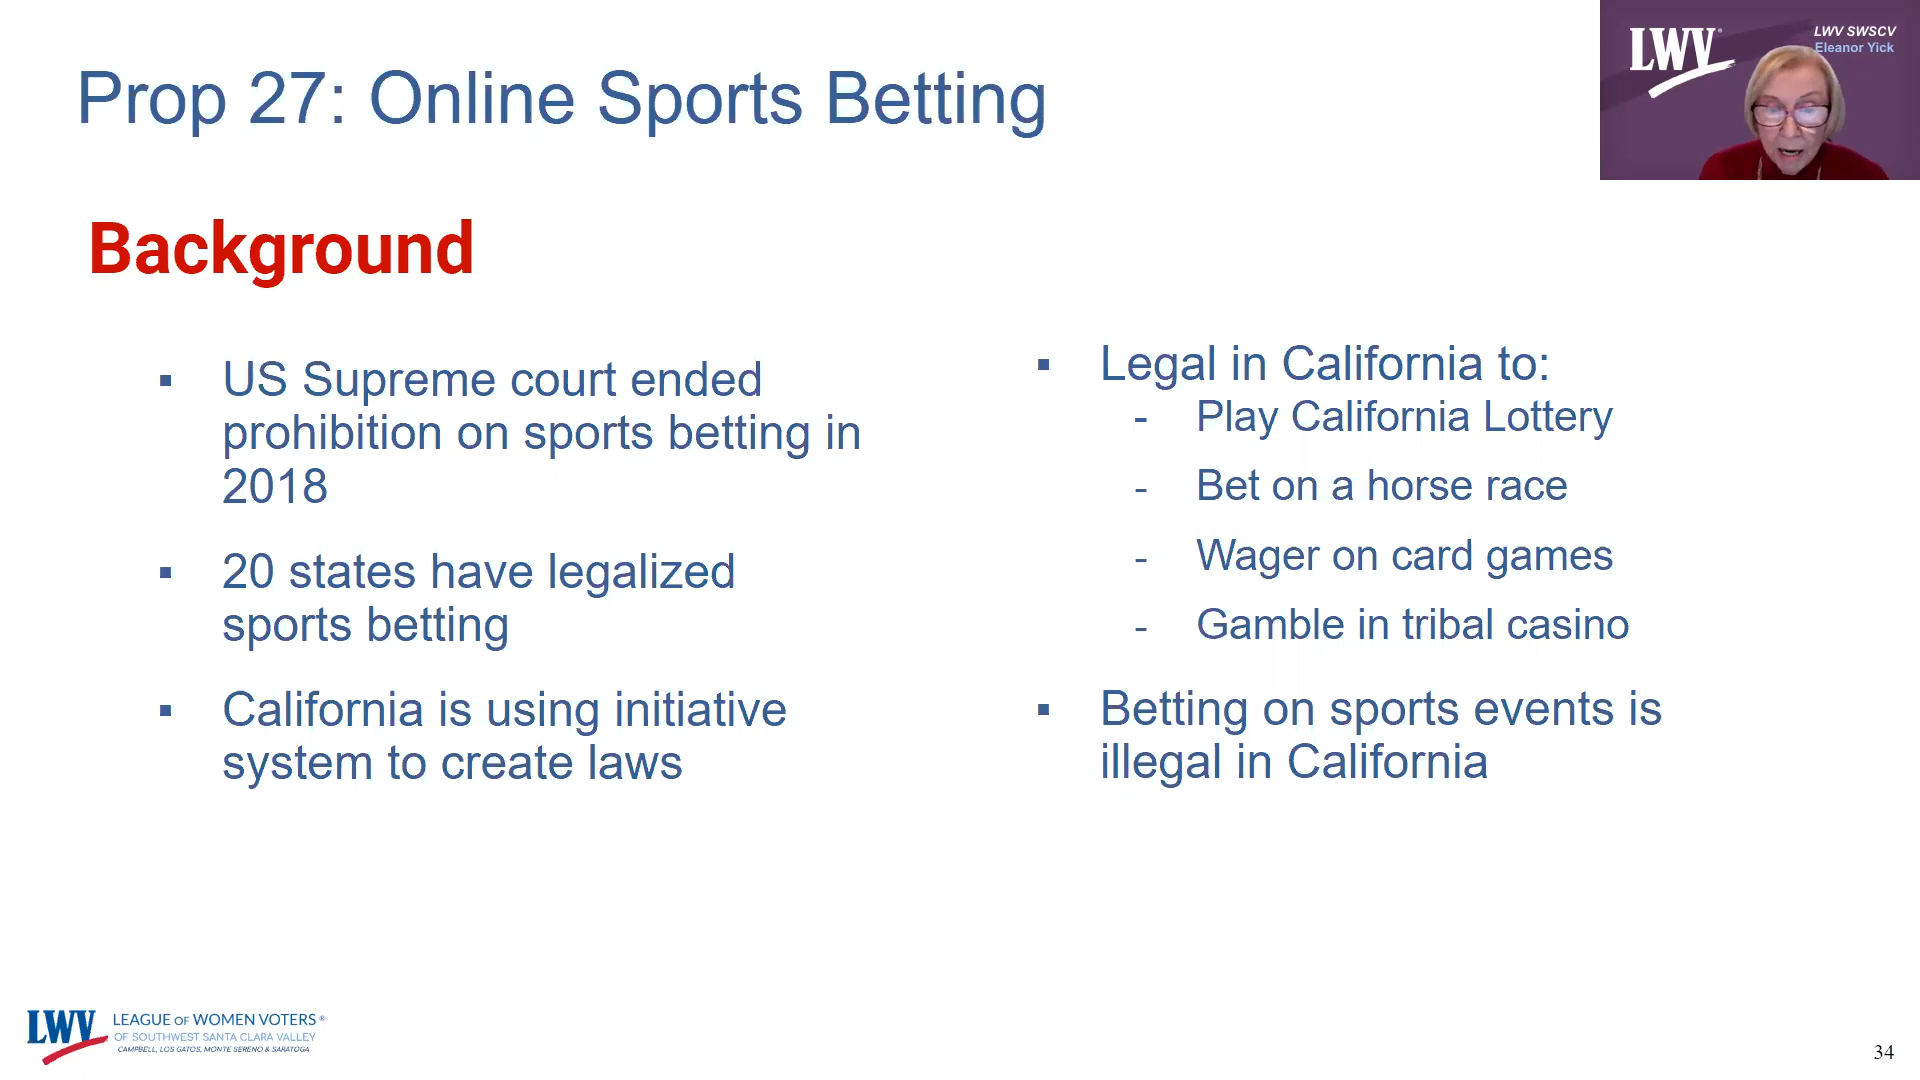 Prop 27: Online Sports Betting
LWV®
LWV SWSCV
Eleanor Yick
Background
▪ US Supreme court ended
prohibition on sports betting in
2018
▪ 20 states have legalized
sports betting
▪ California is using initiative
system to create laws
▪ Legal in California to:
- Play California Lottery
- Bet on a horse race
- Wager on card games
- Gamble in tribal casino
▪ Betting on sports events is
illegal in California
LWV
LEAGUE OF WOMEN VOTERS®
OF SOUTHWEST SANTA CLARA VALLEY
CAMPBELL, LOS GATOS, MONTE SERENO & SARATOGA
34